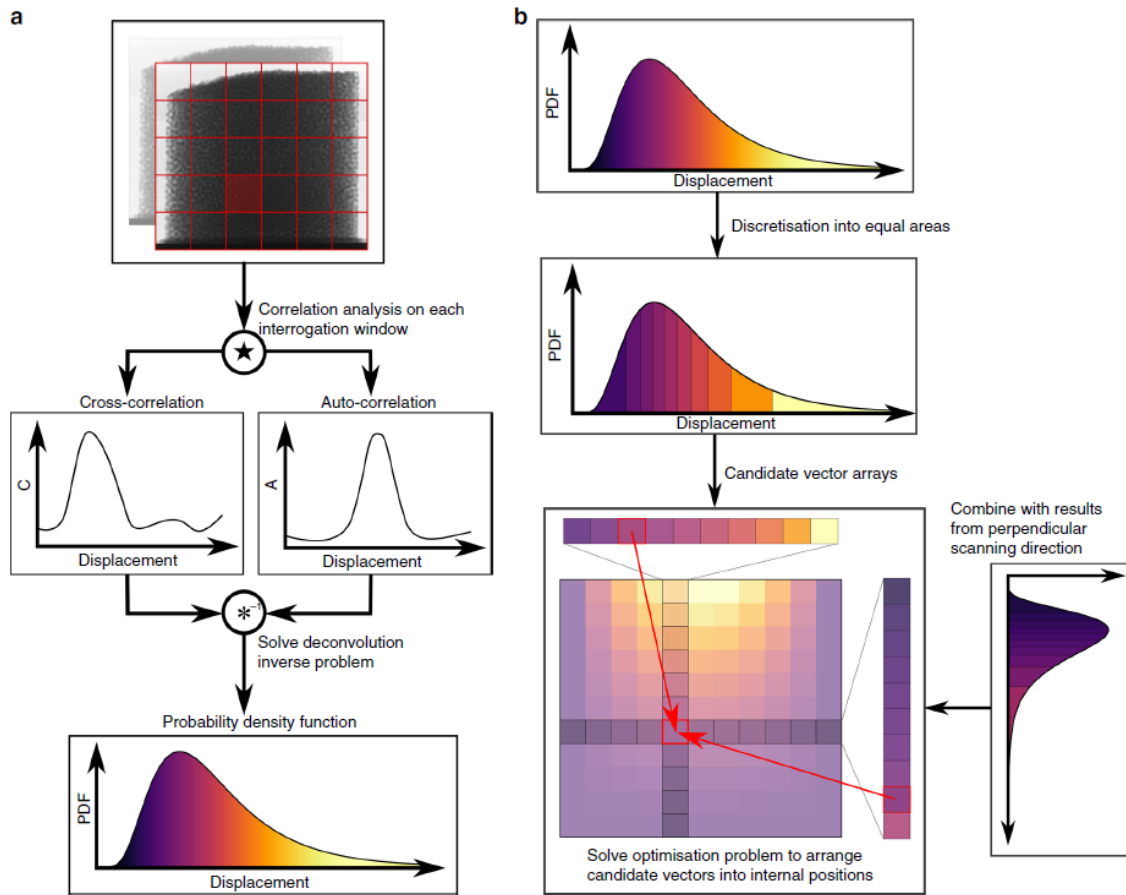 a
Correlation analysis on each
interrogation window
★
Cross-correlation
Auto-correlation
C
Displacement
A
Displacement
*⁻¹
Solve deconvolution
inverse problem
Probability density function
PDF
Displacement
b
PDF
Displacement
Discretisation into equal areas
PDF
Displacement
Candidate vector arrays
Combine with results
from perpendicular
scanning direction
Solve optimisation problem to arrange
candidate vectors into internal positions